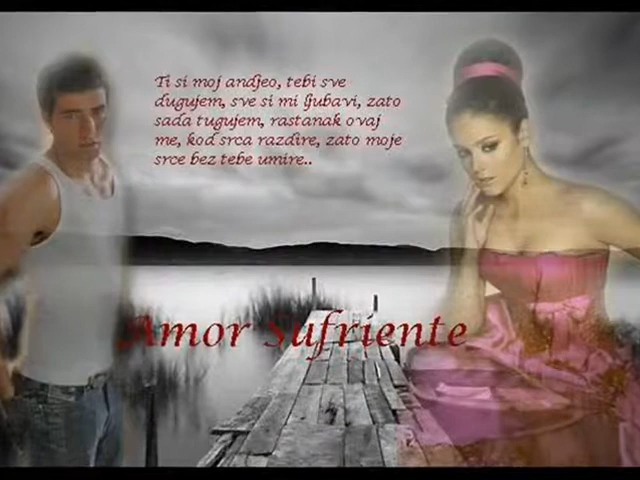 Ti si moj andjeo, tebi sve
dugujem, sve si mi ljubavi, zato
sada tugujem, rastanak ovaj
me, kod srca razdire, zato moje
srce bez tebe umire..
Amor Sufriente